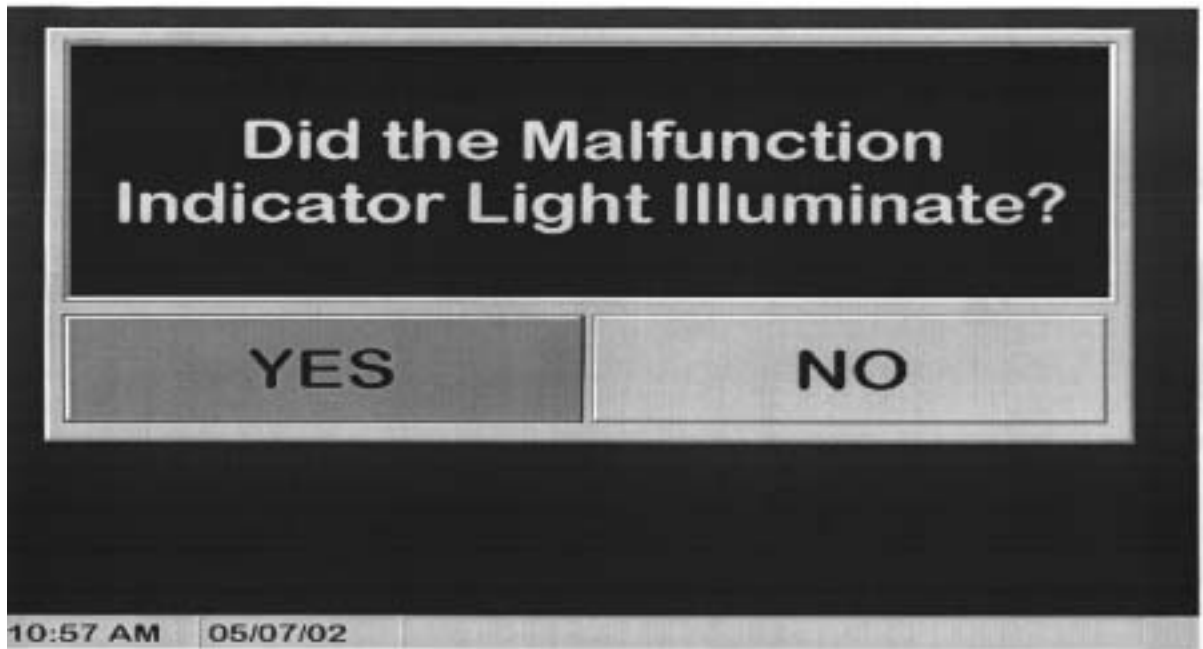 Did the Malfunction
Indicator Light Illuminate?
YES NO
10:57 AM 05/07/02